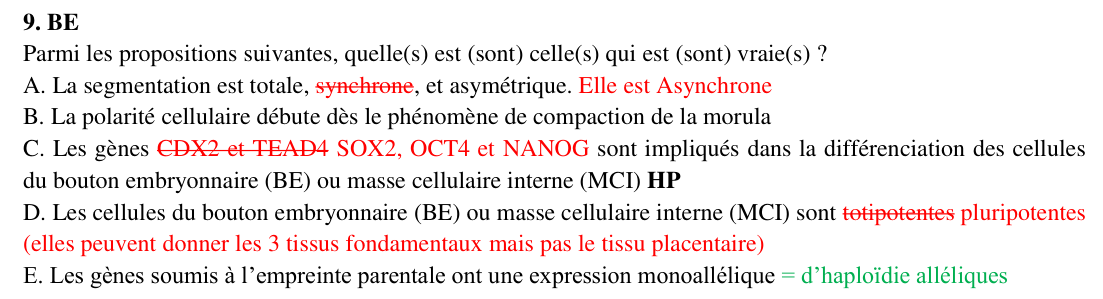 9. BE
Parmi les propositions suivantes, quelle(s) est (sont) celle(s) qui est (sont) vraie(s) ?
A. La segmentation est totale, synchrone, et asymétrique. Elle est Asynchrone
B. La polarité cellulaire débute dès le phénomène de compaction de la morula
C. Les gènes CDX2 et TEAD4 SOX2, OCT4 et NANOG sont impliqués dans la différenciation des cellules
du bouton embryonnaire (BE) ou masse cellulaire interne (MCI) HP
D. Les cellules du bouton embryonnaire (BE) ou masse cellulaire interne (MCI) sont totipotentes pluripotentes
(elles peuvent donner les 3 tissus fondamentaux mais pas le tissu placentaire)
E. Les gènes soumis à l'empreinte parentale ont une expression monoallélique = d'haploïdie alléliques